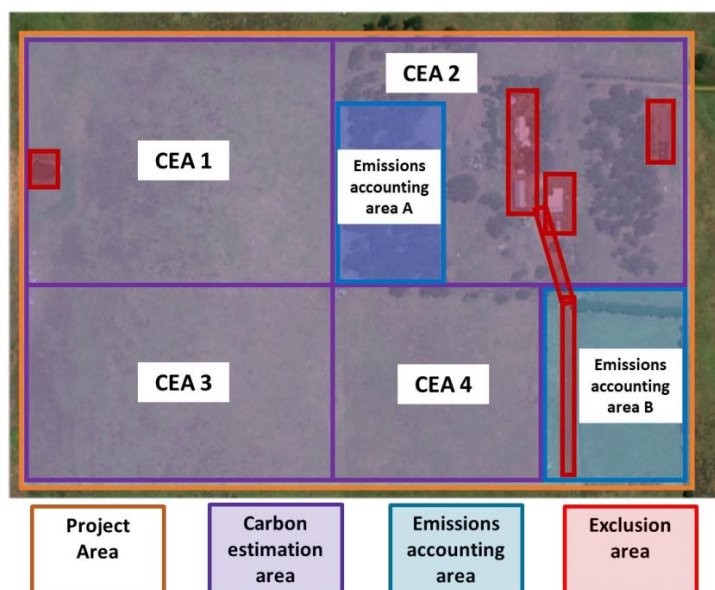 CEA 2
CEA 1
Emissions
accounting
area A
CEA 3
CEA 4
Emissions
accounting
area B
Project
Area
Carbon
estimation
area
Emissions
accounting
area
Exclusion
area